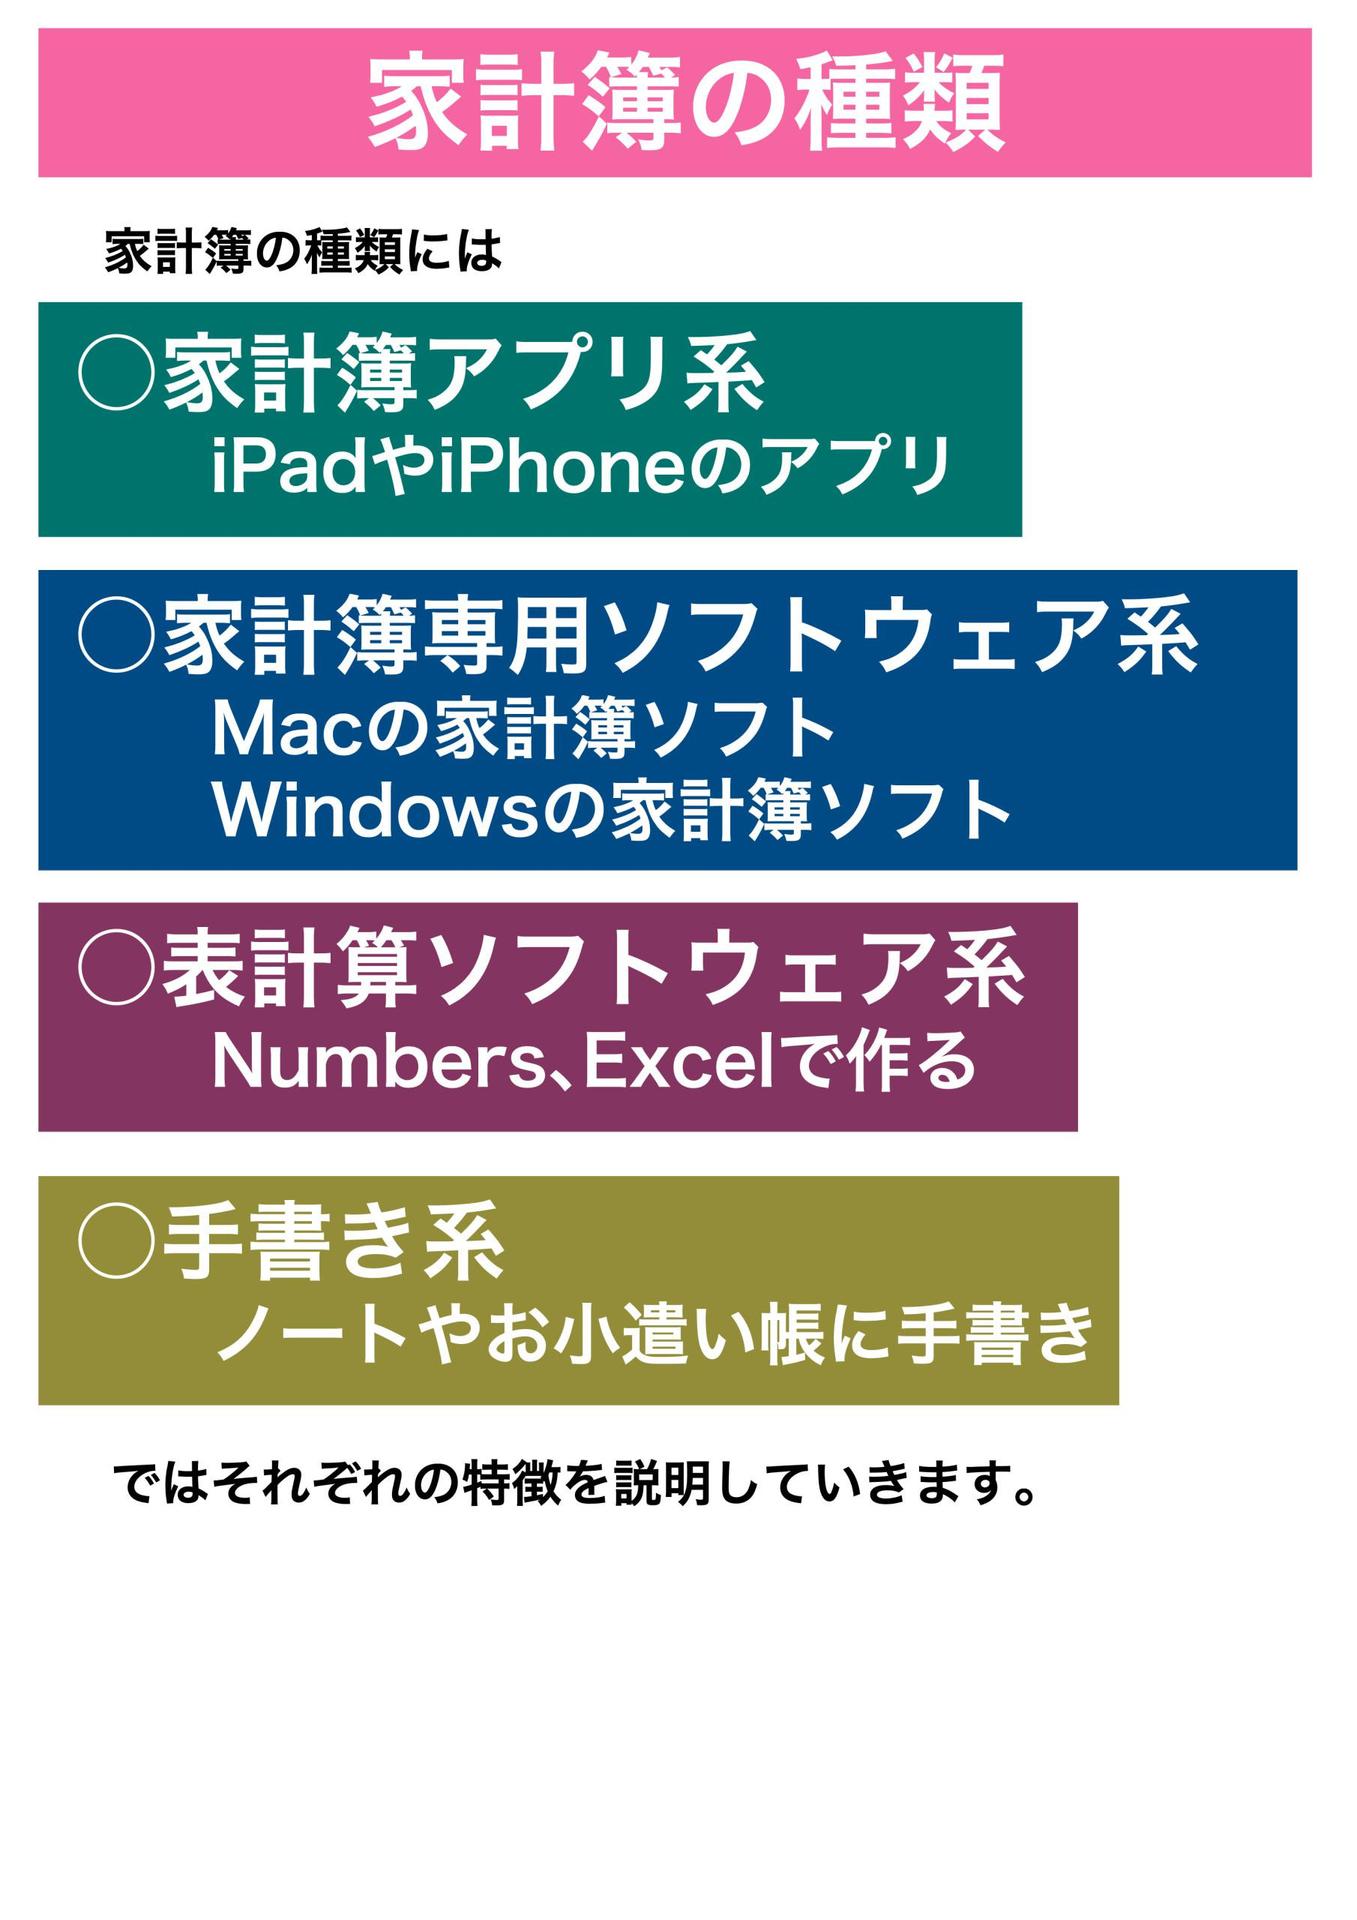 家計簿の種類
家計簿の種類には
○家計簿アプリ系
iPadやiPhoneのアプリ
○家計簿専用ソフトウェア系
Macの家計簿ソフト
Windowsの家計簿ソフト
○表計算ソフトウェア系
Numbers、Excelで作る
○手書き系
ノートやお小遣い帳に手書き
ではそれぞれの特徴を説明していきます。